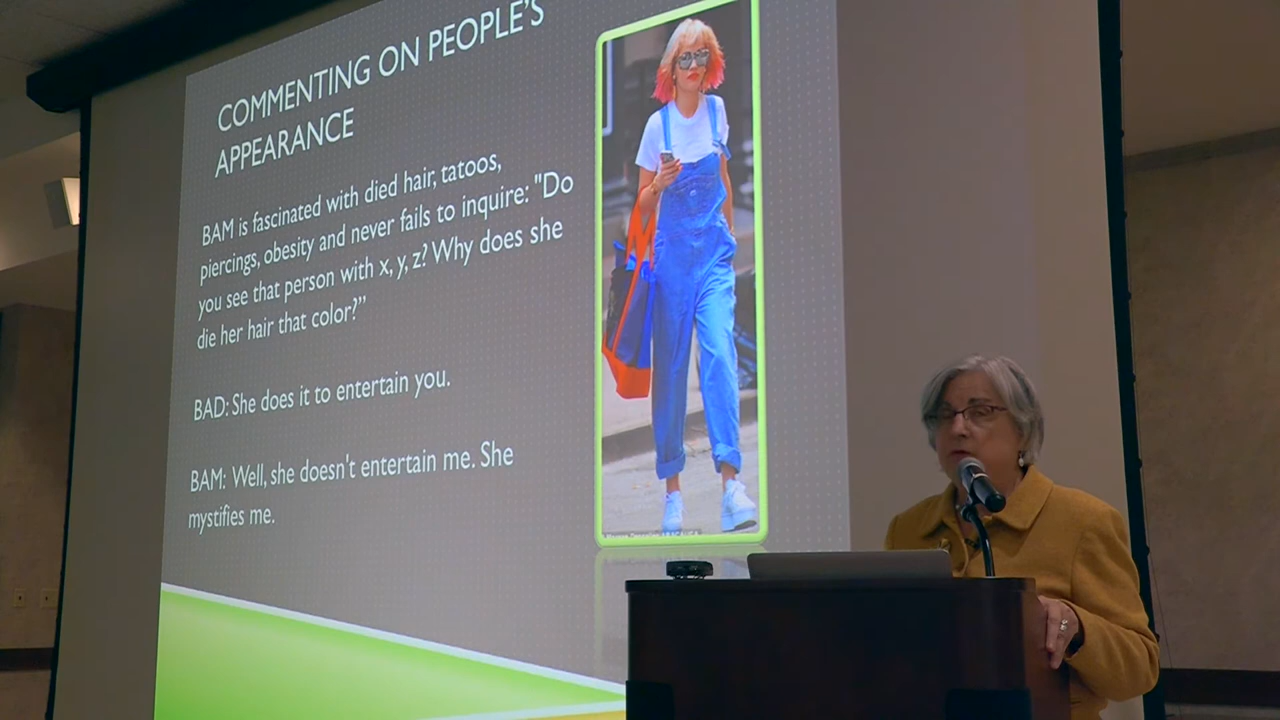 COMMENTING ON PEOPLE'S
APPEARANCE
BAM is fascinated with died hair, tatoos,
piercings, obesity and never fails to inquire: "Do
you see that person with x, y, z? Why does she
die her hair that color?”
BAD: She does it to entertain you.
BAM: Well, she doesn't entertain me. She
mystifies me.